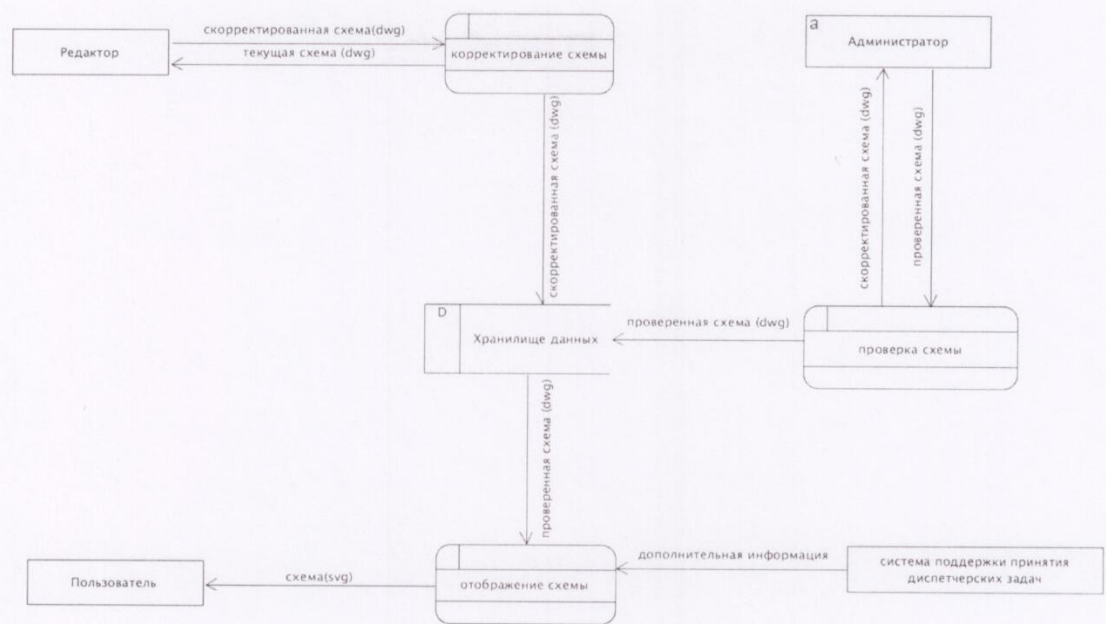 скорректированная схема(dwg)
Редактор
текущая схема (dwg)
корректирование схемы
a
Администратор
скорректированная схема (dwg)
скорректированная схема (dwg)
проверенная схема (dwg)
D
Хранилище данных
проверенная схема (dwg)
проверка схемы
проверенная схема (dwg)
дополнительная информация
Пользователь
схема(svg)
отображение схемы
система поддержки принятия
диспетчерских задач